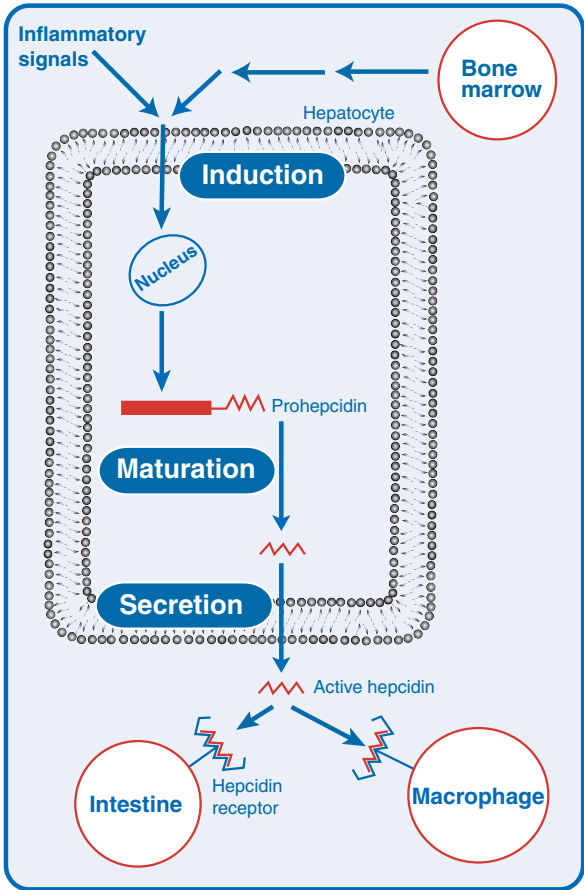 Inflammatory
signals
Bone
marrow
Hepatocyte
Induction
Nucleus
Prohepcidin
Maturation
Secretion
Active hepcidin
Hepcidin
receptor
Intestine
Macrophage